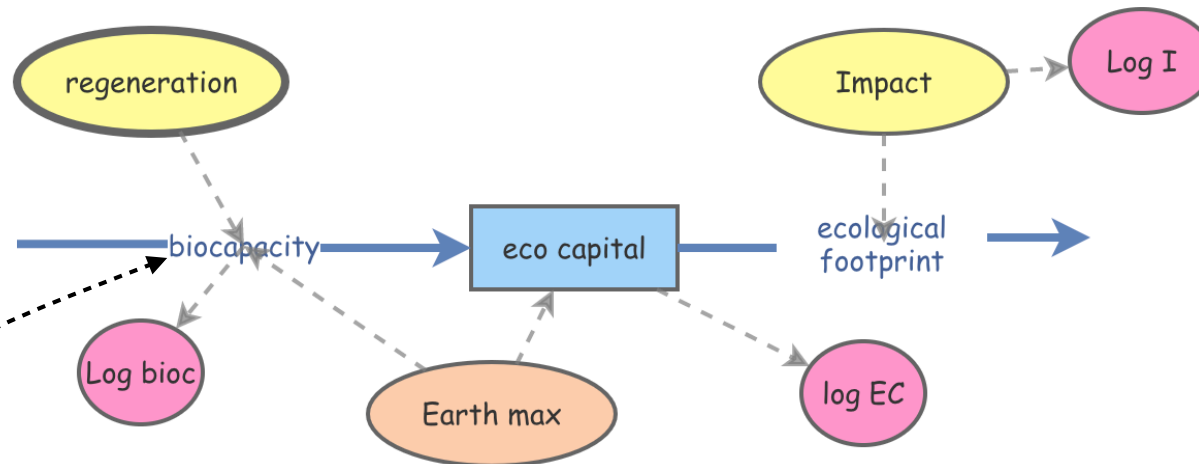 regeneration
Impact
Log I
biocapacity
eco capital
ecological
footprint
Log bioc
Earth max
log EC